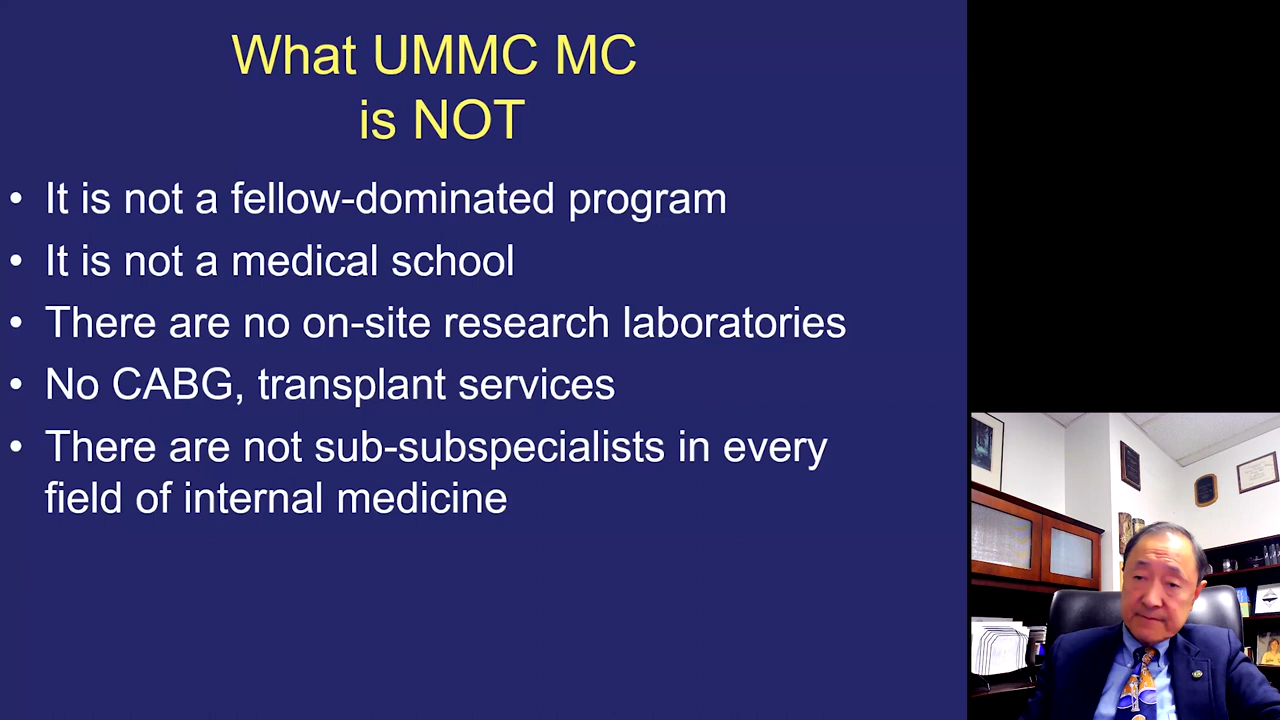 What UMMC MC
is NOT
• It is not a fellow-dominated program
• It is not a medical school
• There are no on-site research laboratories
• No CABG, transplant services
• There are not sub-subspecialists in every
field of internal medicine